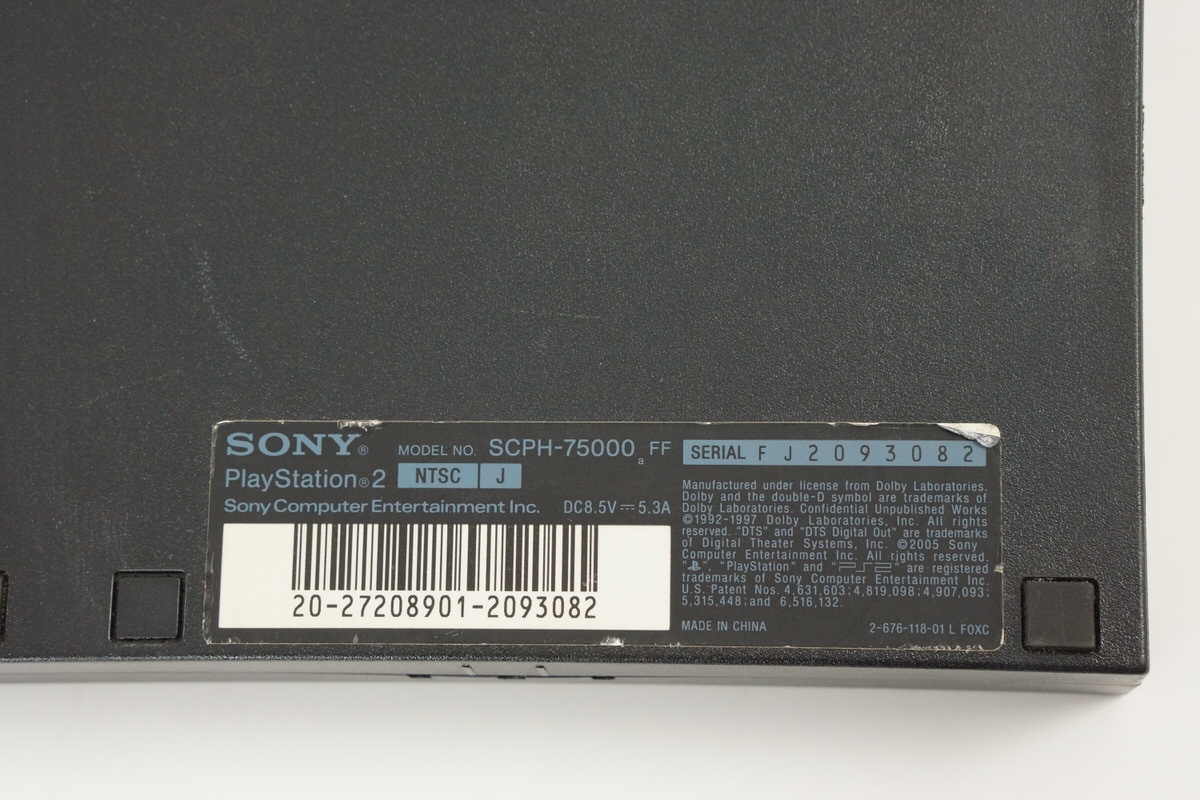 SONY® MODEL NO. SCPH-75000 a FF
PlayStation®2 NTSC J
Sony Computer Entertainment Inc. DC8.5V⎓5.3A
20-27208901-2093082
SERIAL F J 2 0 9 3 0 8 2
Manufactured under license from Dolby Laboratories.
Dolby and the double-D symbol are trademarks of
Dolby Laboratories. Confidential Unpublished Works
©1992-1997 Dolby Laboratories, Inc. All rights
reserved. "DTS" and "DTS Digital Out" are trademarks
of Digital Theater Systems, Inc. ©2005 Sony
Computer Entertainment Inc. All rights reserved.
" ", "PlayStation" and "PS2" are registered
trademarks of Sony Computer Entertainment Inc.
U.S. Patent Nos. 4,631,603;4,819,098;4,907,093;
5,315,448;and 6,516,132.
MADE IN CHINA 2-676-118-01 L FOXC